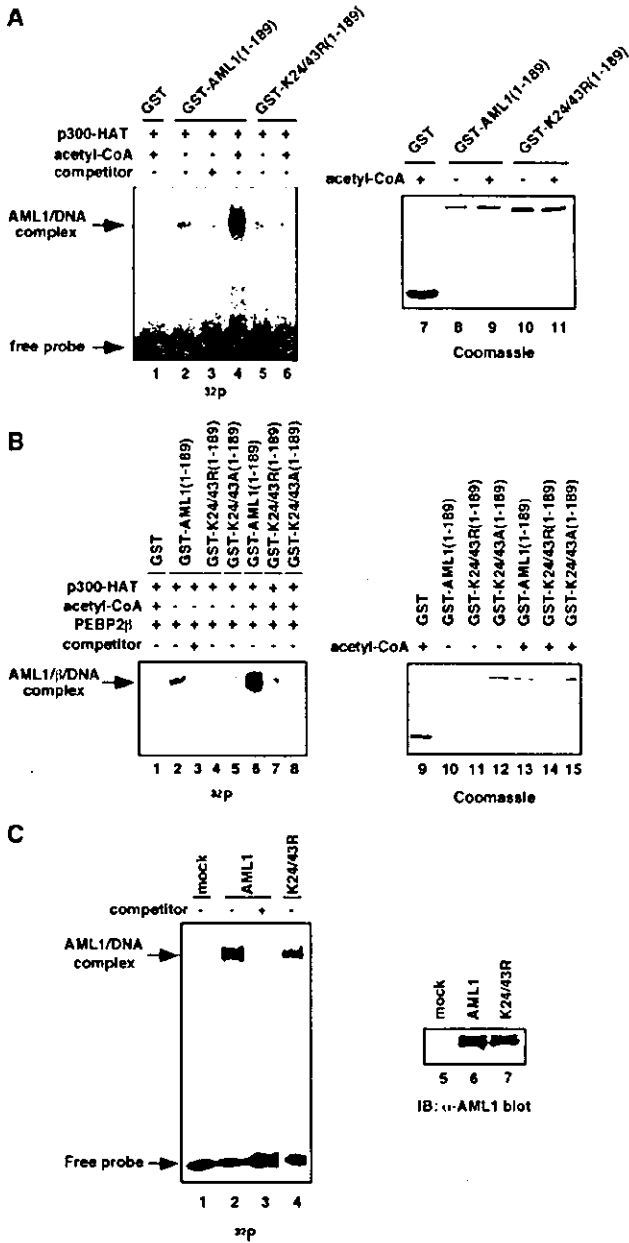 A
GST
GST-AML1(1-189)
GST-K24/43R(1-189)
p300-HAT + + + + + +
acetyl-CoA + - - + - +
competitor - - + - - -
AML1/DNA
complex
free probe
1 2 3 4 5 6
32P
GST
GST-AML1(1-189)
GST-K24/43R(1-189)
acetyl-CoA + - + - +
7 8 9 10 11
Coomassie
B
GST
GST-AML1(1-189)
GST-K24/43R(1-189)
GST-K24/43A(1-189)
GST-AML1(1-189)
GST-K24/43R(1-189)
GST-K24/43A(1-189)
p300-HAT + + + + + + + +
acetyl-CoA + - - - - + + +
PEBP2β + + + + + + + +
competitor - - + - - - - -
AML1/β/DNA
complex
1 2 3 4 5 6 7 8
32P
GST
GST-AML1(1-189)
GST-K24/43R(1-189)
GST-K24/43A(1-189)
GST-AML1(1-189)
GST-K24/43R(1-189)
GST-K24/43A(1-189)
acetyl-CoA + - - - + + +
9 10 11 12 13 14 15
Coomassie
C
mock
AML1
K24/43R
competitor - - + -
AML1/DNA
complex
Free probe
1 2 3 4
32P
mock
AML1
K24/43R
5 6 7
IB: α-AML1 blot